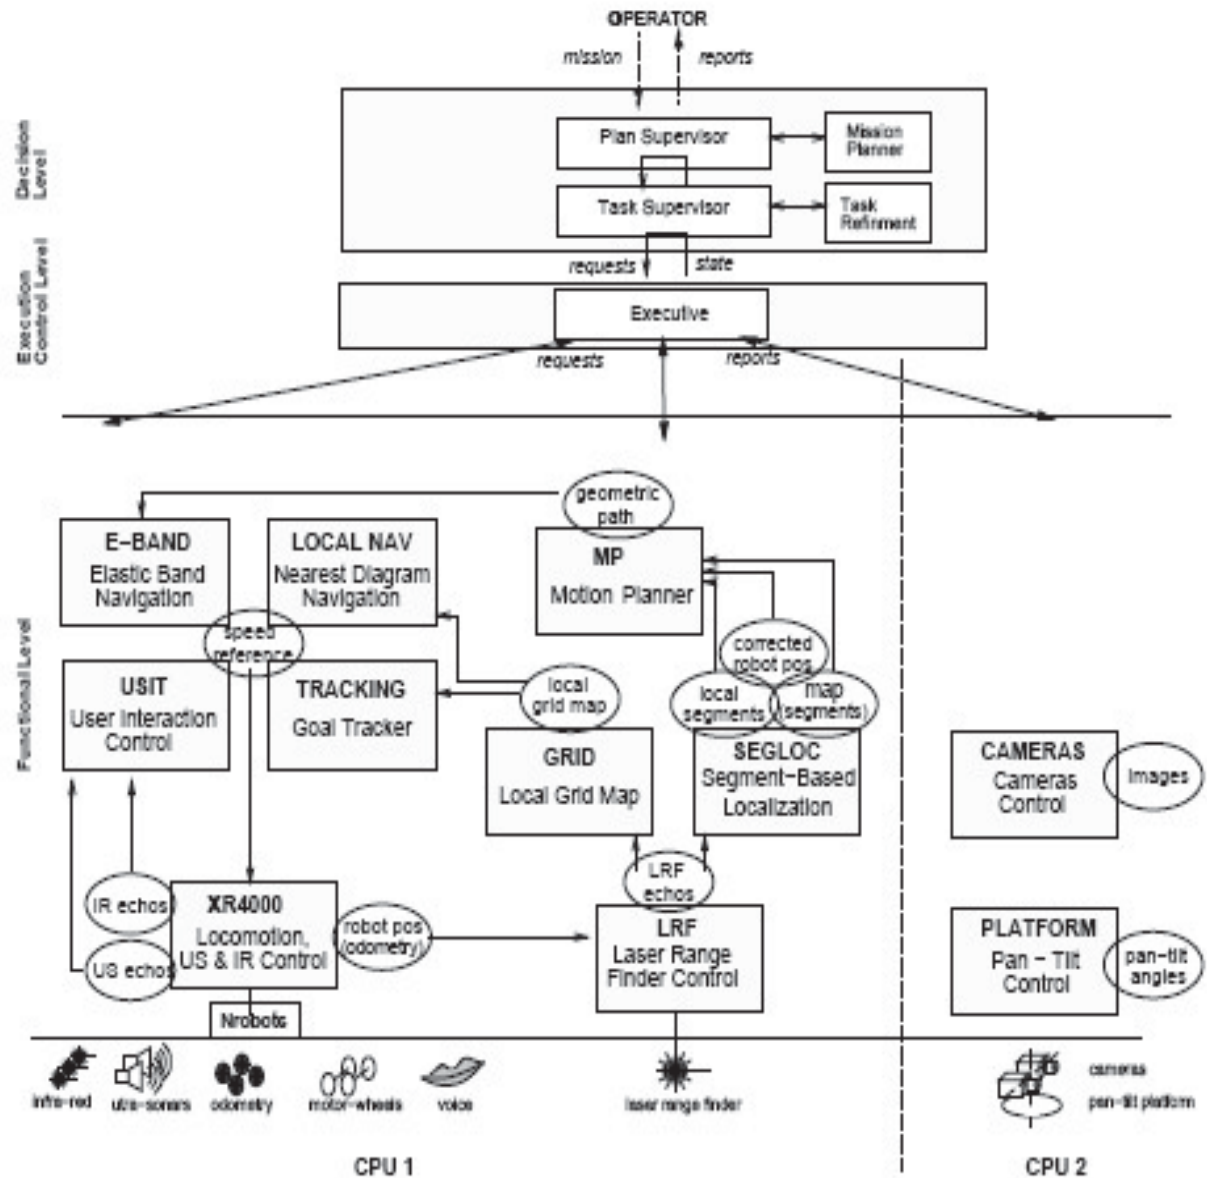 OPERATOR
mission
reports
Decision
Level
Plan Supervisor
Mission
Planner
Task Supervisor
Task
Refinment
requests
state
Execution
Control Level
Executive
requests
reports
Functional Level
geometric
path
E-BAND
Elastic Band
Navigation
LOCAL NAV
Nearest Diagram
Navigation
MP
Motion Planner
speed
reference
corrected
robot pos
USIT
User Interaction
Control
TRACKING
Goal Tracker
local
grid map
local
segments
map
(segments)
GRID
Local Grid Map
SEGLOC
Segment-Based
Localization
CAMERAS
Cameras
Control
images
LRF
echos
IR echos
US echos
XR4000
Locomotion,
US & IR Control
robot pos
(odometry)
LRF
Laser Range
Finder Control
PLATFORM
Pan - Tilt
Control
pan-tilt
angles
Nrobots
infra-red
utra-sonars
odometry
motor-wheels
voice
laser range finder
cameras
pan-tilt platform
CPU 1
CPU 2